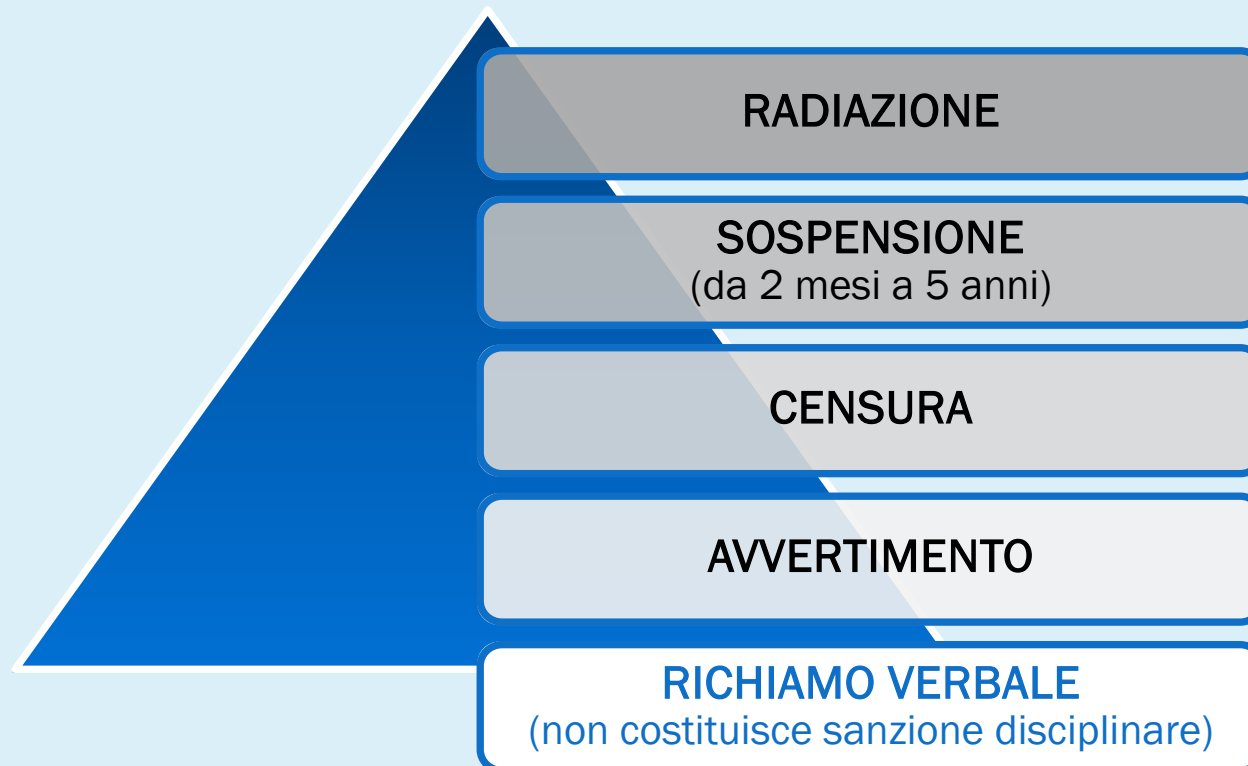 RADIAZIONE
SOSPENSIONE
(da 2 mesi a 5 anni)
CENSURA
AVVERTIMENTO
RICHIAMO VERBALE
(non costituisce sanzione disciplinare)